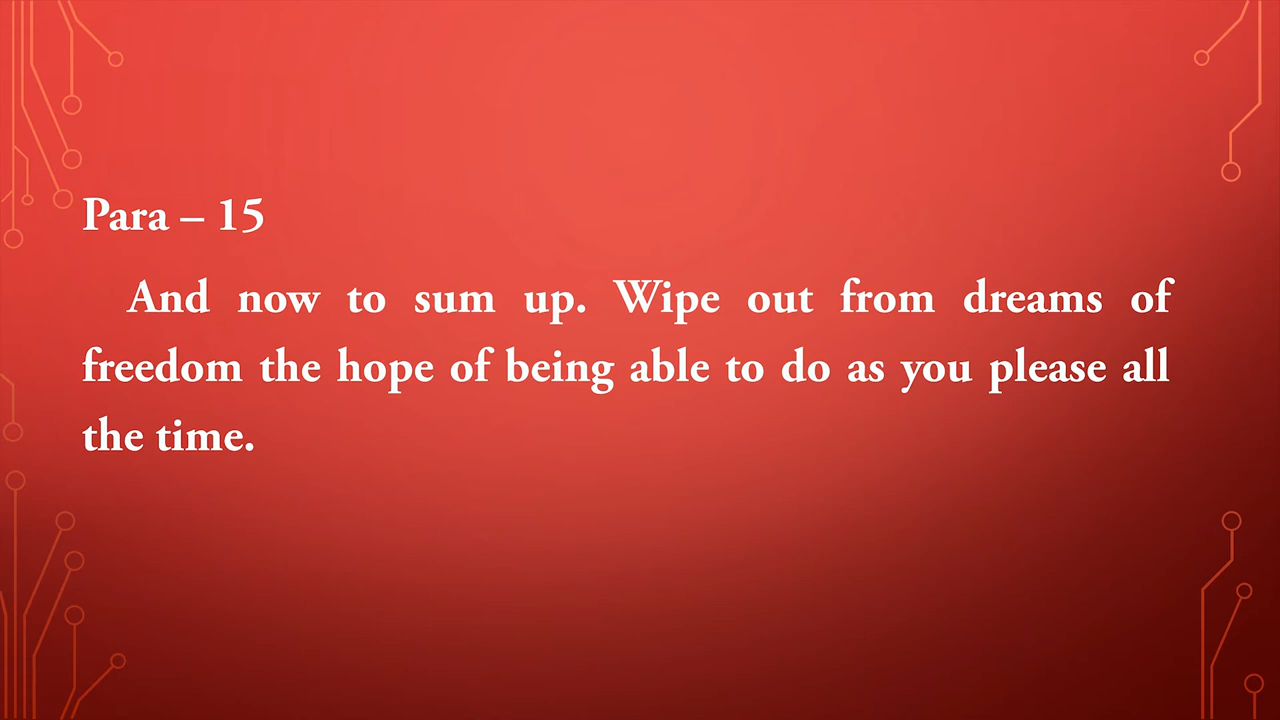 Para – 15
And now to sum up. Wipe out from dreams of
freedom the hope of being able to do as you please all
the time.